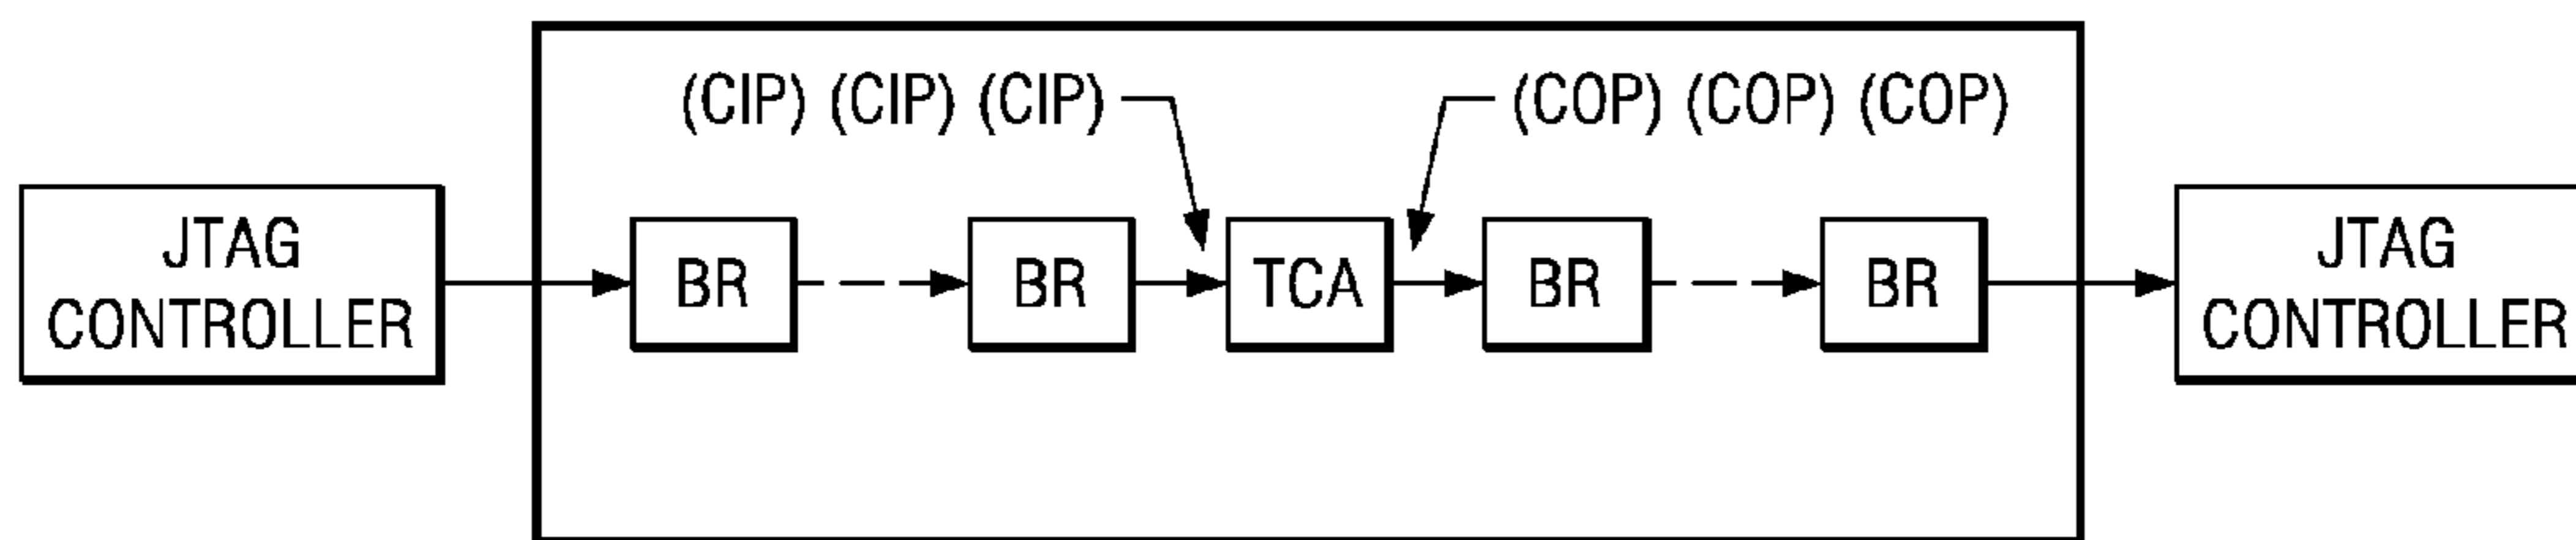 (CIP) (CIP) (CIP)
(COP) (COP) (COP)
JTAG
CONTROLLER
BR
BR
TCA
BR
BR
JTAG
CONTROLLER